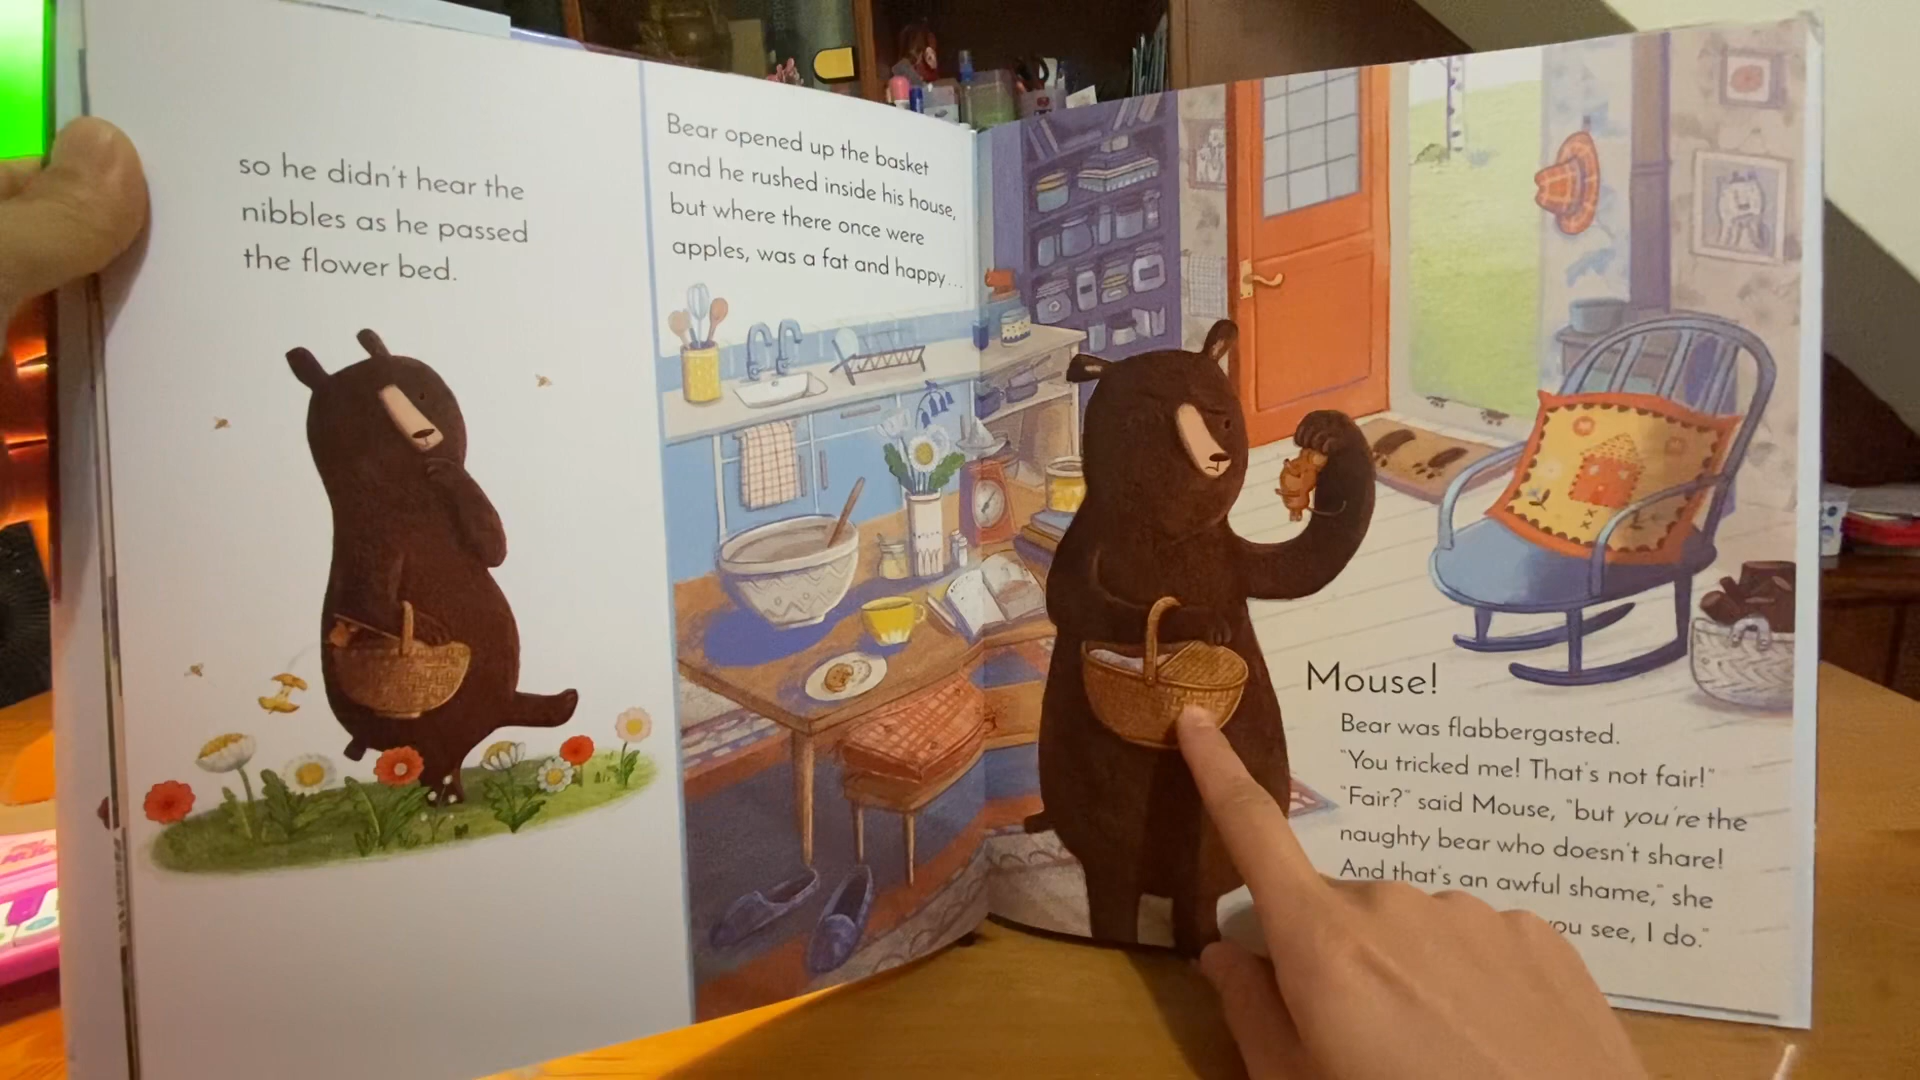 so he didn't hear the
nibbles as he passed
the flower bed.
Bear opened up the basket
and he rushed inside his house,
but where there once were
apples, was a fat and happy...
Mouse!
Bear was flabbergasted.
"You tricked me! That's not fair!"
"Fair?" said Mouse, "but you're the
naughty bear who doesn't share!
And that's an awful shame," she
you see, I do."